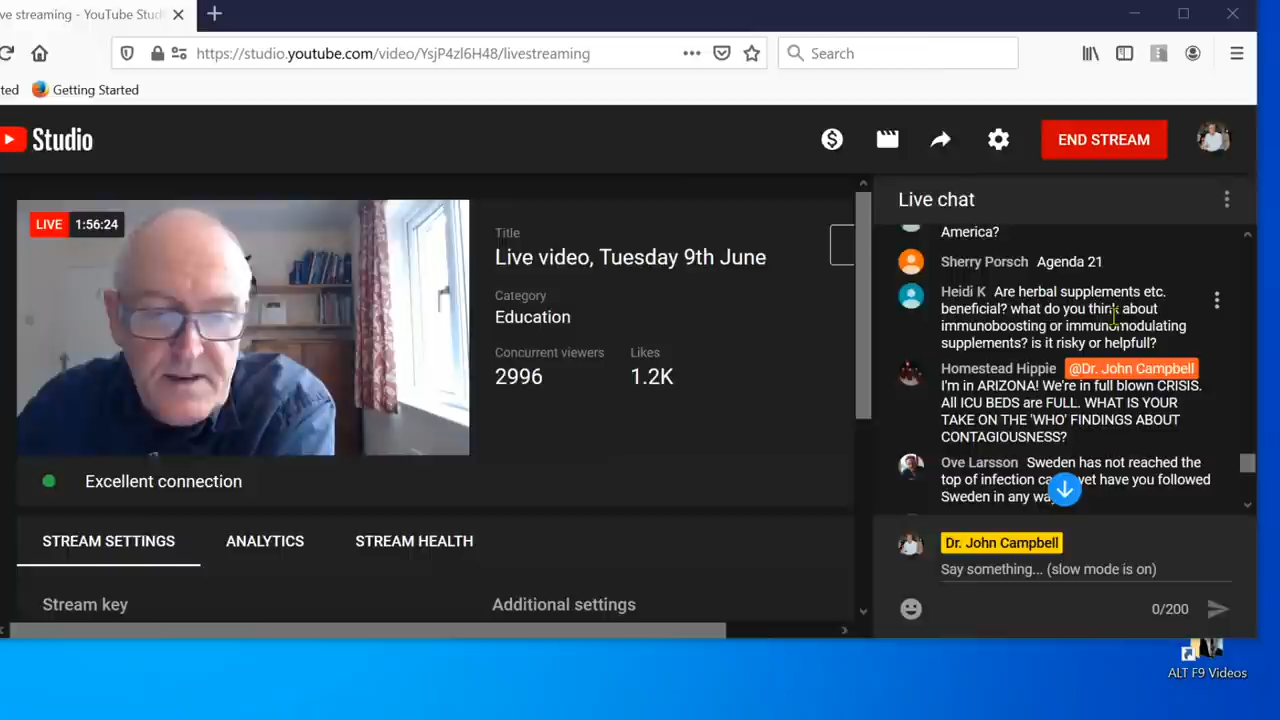 ve streaming - YouTube Stud
https://studio.youtube.com/video/YsjP4zl6H48/livestreaming
Search
ted
Getting Started
Studio
END STREAM
LIVE 1:56:24
Title
Live video, Tuesday 9th June
Category
Education
Concurrent viewers Likes
2996 1.2K
Excellent connection
STREAM SETTINGS ANALYTICS STREAM HEALTH
Stream key Additional settings
Live chat
America?
Sherry Porsch Agenda 21
Heidi K Are herbal supplements etc.
beneficial? what do you think about
immunoboosting or immunomodulating
supplements? is it risky or helpfull?
Homestead Hippie @Dr. John Campbell
I'm in ARIZONA! We're in full blown CRISIS.
All ICU BEDS are FULL. WHAT IS YOUR
TAKE ON THE 'WHO' FINDINGS ABOUT
CONTAGIOUSNESS?
Ove Larsson Sweden has not reached the
top of infection yet have you followed
Sweden in any
Dr. John Campbell
Say something... (slow mode is on)
0/200
ALT F9 Videos